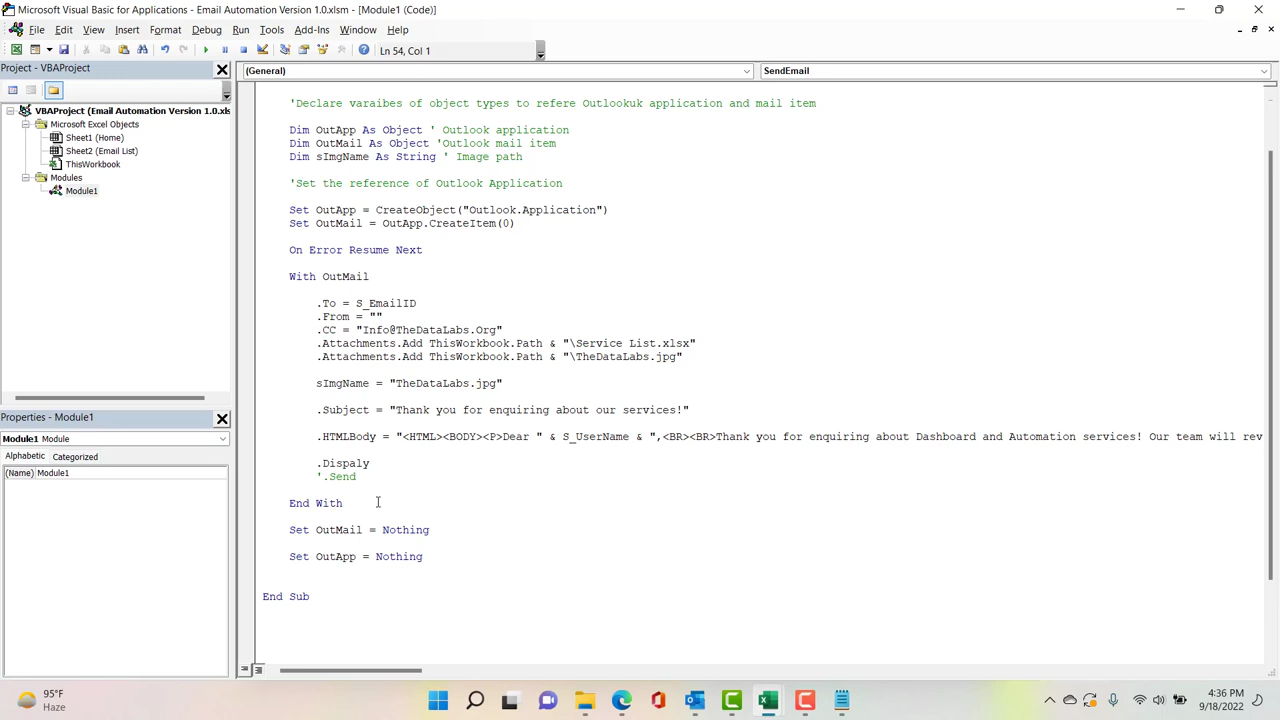 Microsoft Visual Basic for Applications - Email Automation Version 1.0.xlsm - [Module1 (Code)]
File Edit View Insert Format Debug Run Tools Add-Ins Window Help
Ln 54, Col 1
Project - VBAProject
(General)
SendEmail
VBAProject (Email Automation Version 1.0.xls
Microsoft Excel Objects
Sheet1 (Home)
Sheet2 (Email List)
ThisWorkbook
Modules
Module1
Properties - Module1
Module1 Module
Alphabetic Categorized
(Name) Module1
'Declare varaibes of object types to refere Outlookuk application and mail item
Dim OutApp As Object ' Outlook application
Dim OutMail As Object 'Outlook mail item
Dim sImgName As String ' Image path
'Set the reference of Outlook Application
Set OutApp = CreateObject("Outlook.Application")
Set OutMail = OutApp.CreateItem(0)
On Error Resume Next
With OutMail
.To = S_EmailID
.From = ""
.CC = "Info@TheDataLabs.Org"
.Attachments.Add ThisWorkbook.Path & "\Service List.xlsx"
.Attachments.Add ThisWorkbook.Path & "\TheDataLabs.jpg"
sImgName = "TheDataLabs.jpg"
.Subject = "Thank you for enquiring about our services!"
.HTMLBody = "<HTML><BODY><P>Dear " & S_UserName & ",<BR><BR>Thank you for enquiring about Dashboard and Automation services! Our team will rev
.Dispaly
'.Send
End With
Set OutMail = Nothing
Set OutApp = Nothing
End Sub
95°F
Haze
4:36 PM
9/18/2022